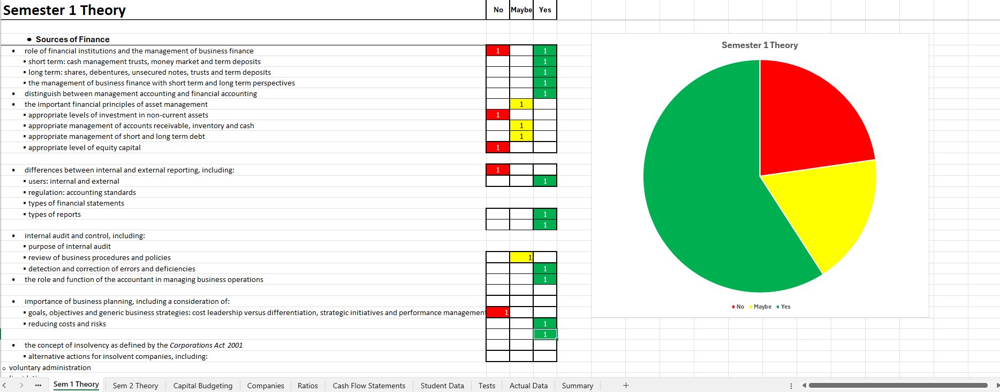 Semester 1 Theory No Maybe Yes
• Sources of Finance
• role of financial institutions and the management of business finance 1 1
▪ short term: cash management trusts, money market and term deposits 1
▪ long term: shares, debentures, unsecured notes, trusts and term deposits 1
▪ the management of business finance with short term and long term perspectives 1
• distinguish between management accounting and financial accounting 1
• the important financial principles of asset management 1
▪ appropriate levels of investment in non-current assets 1
▪ appropriate management of accounts receivable, inventory and cash 1
▪ appropriate management of short and long term debt 1
▪ appropriate level of equity capital 1
• differences between internal and external reporting, including: 1
▪ users: internal and external 1
▪ regulation: accounting standards
▪ types of financial statements
▪ types of reports 1
1
• internal audit and control, including:
▪ purpose of internal audit
▪ review of business procedures and policies 1
▪ detection and correction of errors and deficiencies 1
• the role and function of the accountant in managing business operations 1
• importance of business planning, including a consideration of:
▪ goals, objectives and generic business strategies: cost leadership versus differentiation, strategic initiatives and performance management 1
▪ reducing costs and risks 1
1
• the concept of insolvency as defined by the Corporations Act 2001
▪ alternative actions for insolvent companies, including:
o voluntary administration
Semester 1 Theory
No Maybe Yes
Sem 1 Theory Sem 2 Theory Capital Budgeting Companies Ratios Cash Flow Statements Student Data Tests Actual Data Summary